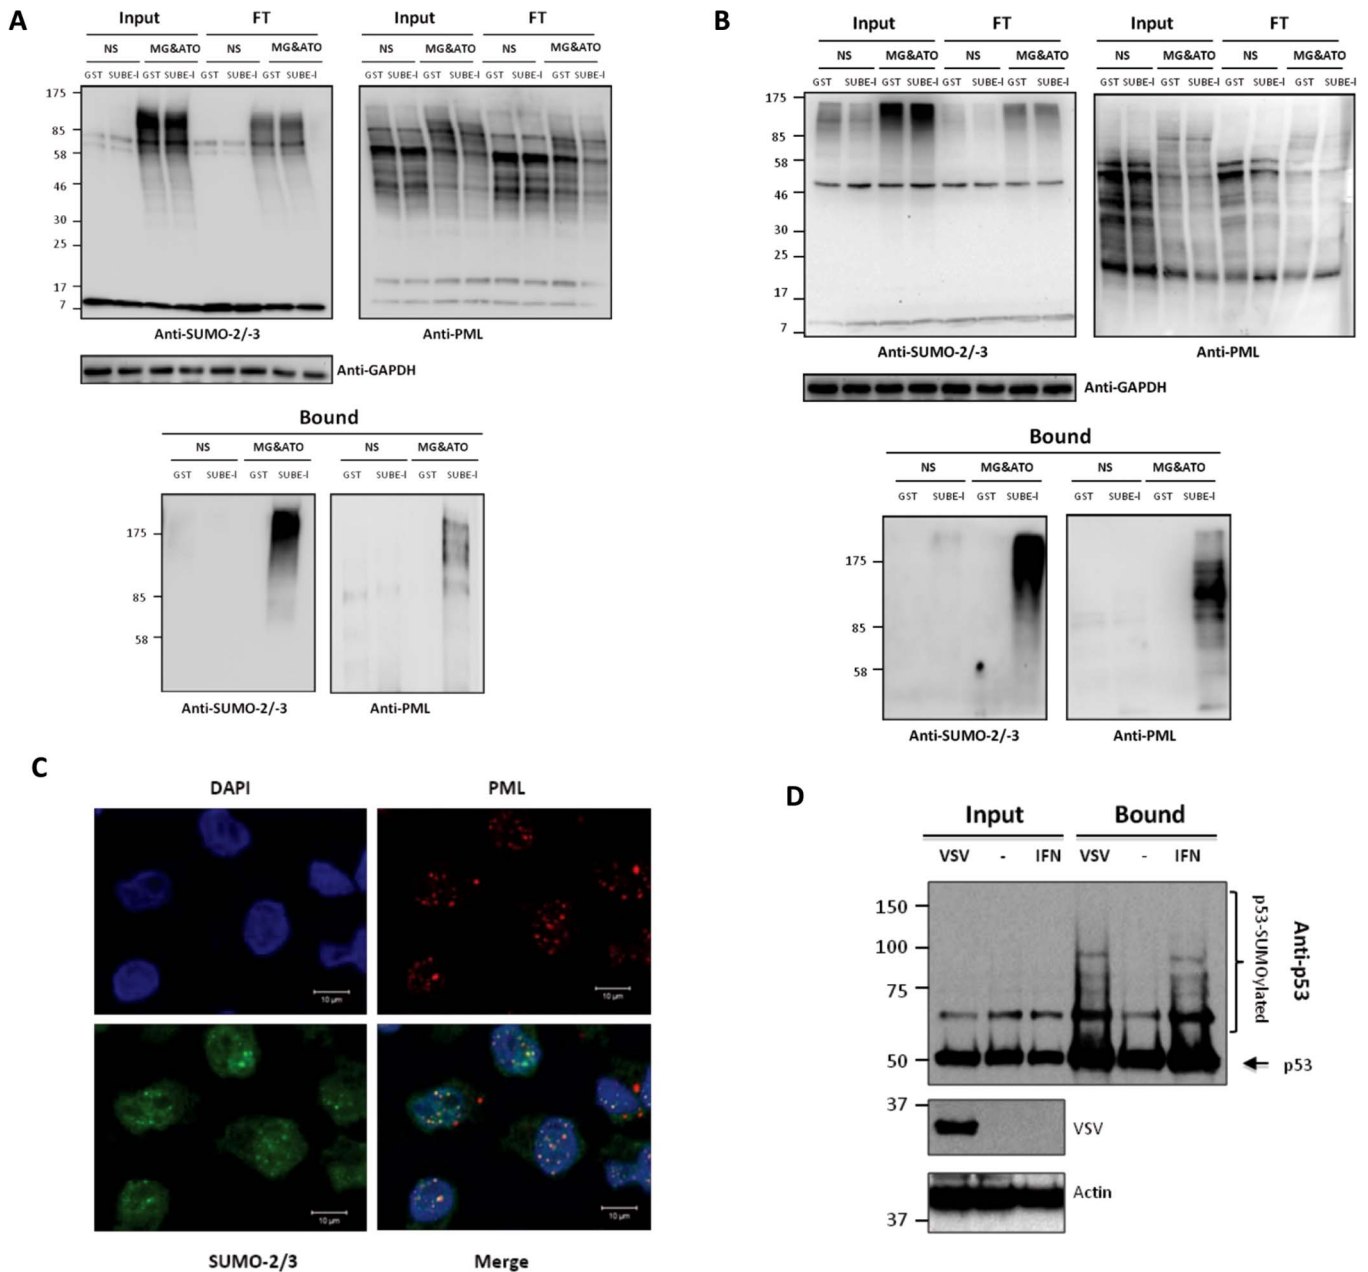 A
Input FT
NS MG&ATO NS MG&ATO
GST SUBE-I GST SUBE-I GST SUBE-I GST SUBE-I
175
85
58
46
30
25
17
7
Anti-SUMO-2/-3
Input FT
NS MG&ATO NS MG&ATO
GST SUBE-I GST SUBE-I GST SUBE-I GST SUBE-I
Anti-PML
Anti-GAPDH
Bound
NS MG&ATO NS MG&ATO
GST SUBE-I GST SUBE-I GST SUBE-I GST SUBE-I
175
85
58
Anti-SUMO-2/-3
Anti-PML
B
Input FT
NS MG&ATO NS MG&ATO
GST SUBE-I GST SUBE-I GST SUBE-I GST SUBE-I
175
85
58
46
30
25
17
7
Anti-SUMO-2/-3
Input FT
NS MG&ATO NS MG&ATO
GST SUBE-I GST SUBE-I GST SUBE-I GST SUBE-I
Anti-PML
Anti-GAPDH
Bound
NS MG&ATO NS MG&ATO
GST SUBE-I GST SUBE-I GST SUBE-I GST SUBE-I
175
85
58
Anti-SUMO-2/-3
Anti-PML
C
DAPI PML
10 µm
10 µm
10 µm
10 µm
SUMO-2/3 Merge
D
Input Bound
VSV - IFN VSV - IFN
150
100
75
50
p53-SUMOylated
Anti-p53
p53
37
VSV
Actin
37